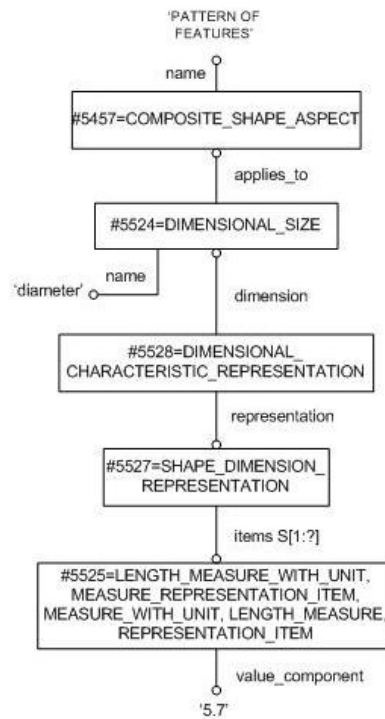 'PATTERN OF
FEATURES'
name
#5457=COMPOSITE_SHAPE_ASPECT
applies_to
#5524=DIMENSIONAL_SIZE
name
'diameter'
dimension
#5528=DIMENSIONAL_
CHARACTERISTIC_REPRESENTATION
representation
#5527=SHAPE_DIMENSION_
REPRESENTATION
items S[1:?]
#5525=LENGTH_MEASURE_WITH_UNIT,
MEASURE_REPRESENTATION_ITEM,
MEASURE_WITH_UNIT, LENGTH_MEASURE,
REPRESENTATION_ITEM
value_component
'5.7'